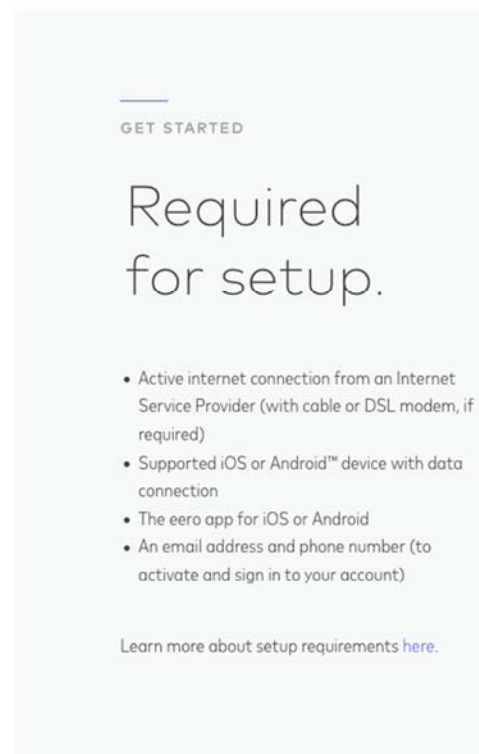 GET STARTED
Required
for setup.
• Active internet connection from an Internet
Service Provider (with cable or DSL modem, if
required)
• Supported iOS or Android™ device with data
connection
• The eero app for iOS or Android
• An email address and phone number (to
activate and sign in to your account)
Learn more about setup requirements here.